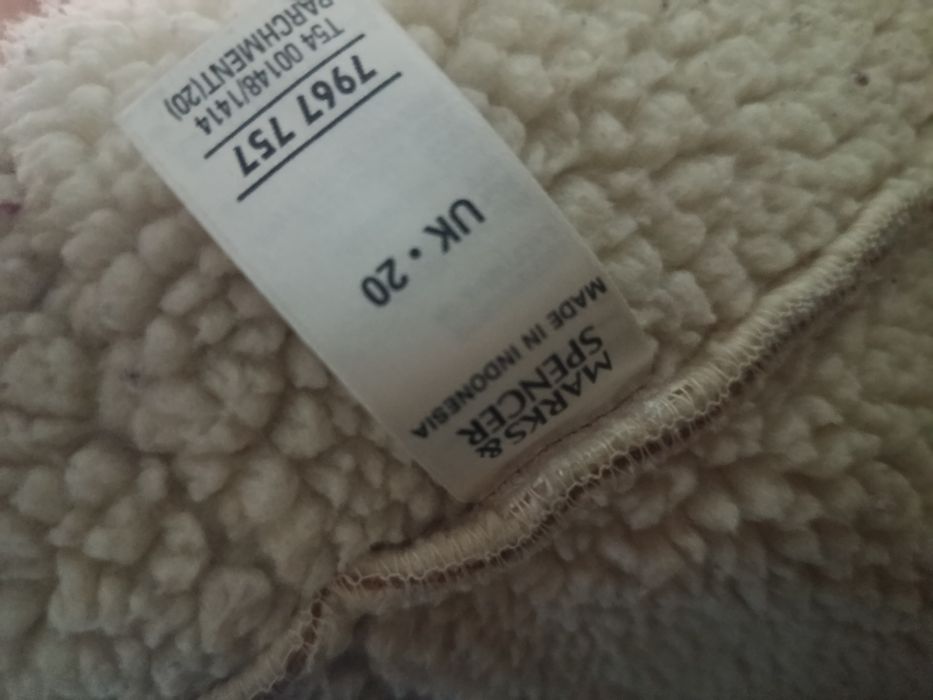 MARKS &
SPENCER
MADE IN INDONESIA
UK • 20
7967 757
T54 00148/1414
PARCHMENT(20)